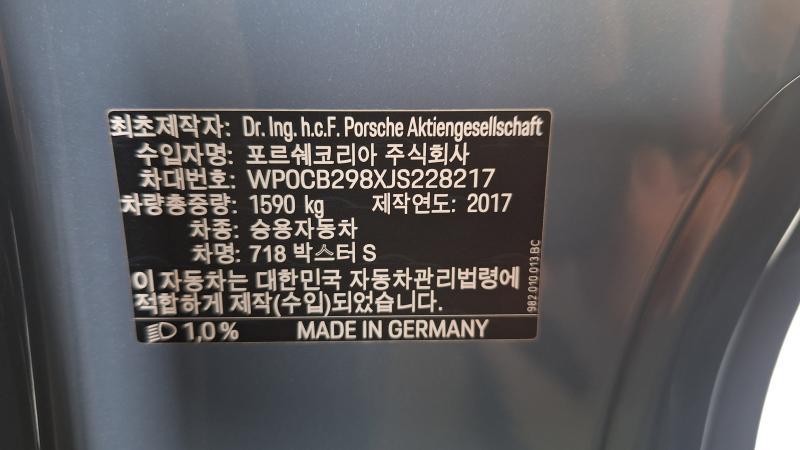 최초제작자: Dr. Ing. h.c.F. Porsche Aktiengesellschaft
수입자명: 포르쉐코리아 주식회사
차대번호: WP0CB298XJS228217
차량총중량: 1590 kg 제작연도: 2017
차종: 승용자동차
차명: 718 박스터 S
이 자동차는 대한민국 자동차관리법령에
적합하게 제작(수입)되었습니다.
1,0 % MADE IN GERMANY
982.010.013.BC